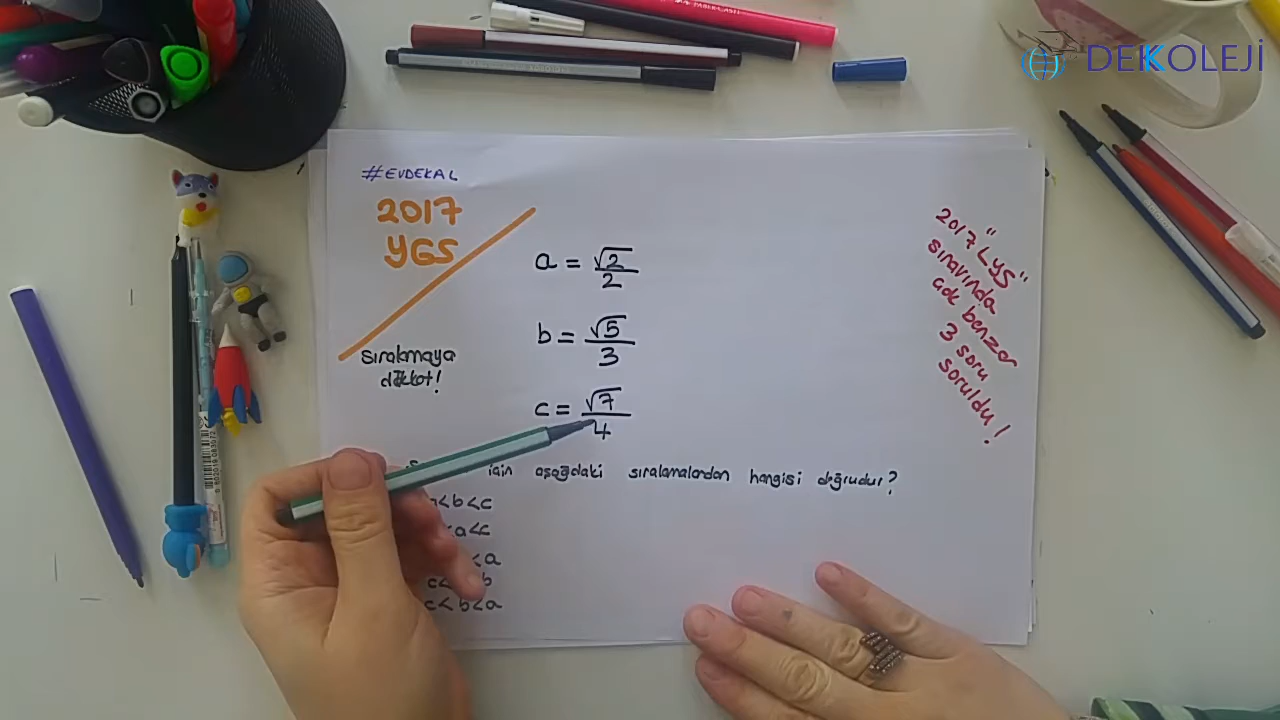 DEKKOLEJİ
#EVDEKAL
2017
YGS
sıralamaya
dikkat!
a = √2/2
b = √5/3
c = √7/4
için aşağıdaki sıralamalardan hangisi doğrudur?
<b<c
a<c
<a
c< b
c<b<a
2017 "LYS"
sınavında
çok benzer
3 soru
soruldu!